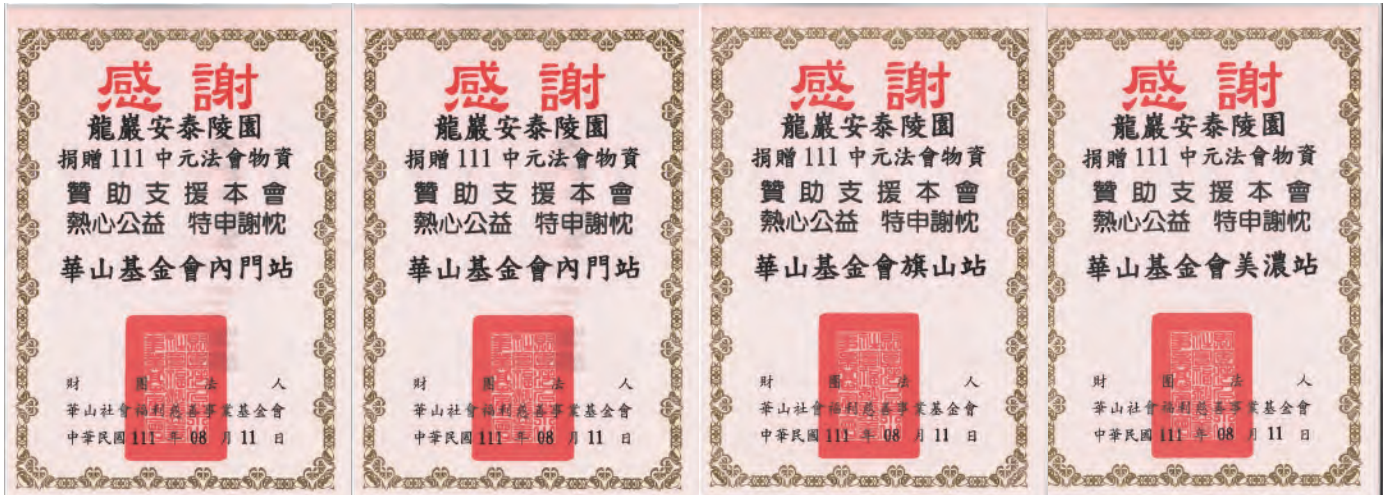 感謝
龍巖安泰陵園
捐贈 111 中元法會物資
贊助支援本會
熱心公益 特申謝忱
華山基金會內門站
財團法人
華山社會福利慈善事業基金會
中華民國 111 年 08 月 11 日
感謝
龍巖安泰陵園
捐贈 111 中元法會物資
贊助支援本會
熱心公益 特申謝忱
華山基金會內門站
財團法人
華山社會福利慈善事業基金會
中華民國 111 年 08 月 11 日
感謝
龍巖安泰陵園
捐贈 111 中元法會物資
贊助支援本會
熱心公益 特申謝忱
華山基金會旗山站
財團法人
華山社會福利慈善事業基金會
中華民國 111 年 08 月 11 日
感謝
龍巖安泰陵園
捐贈 111 中元法會物資
贊助支援本會
熱心公益 特申謝忱
華山基金會美濃站
財團法人
華山社會福利慈善事業基金會
中華民國 111 年 08 月 11 日